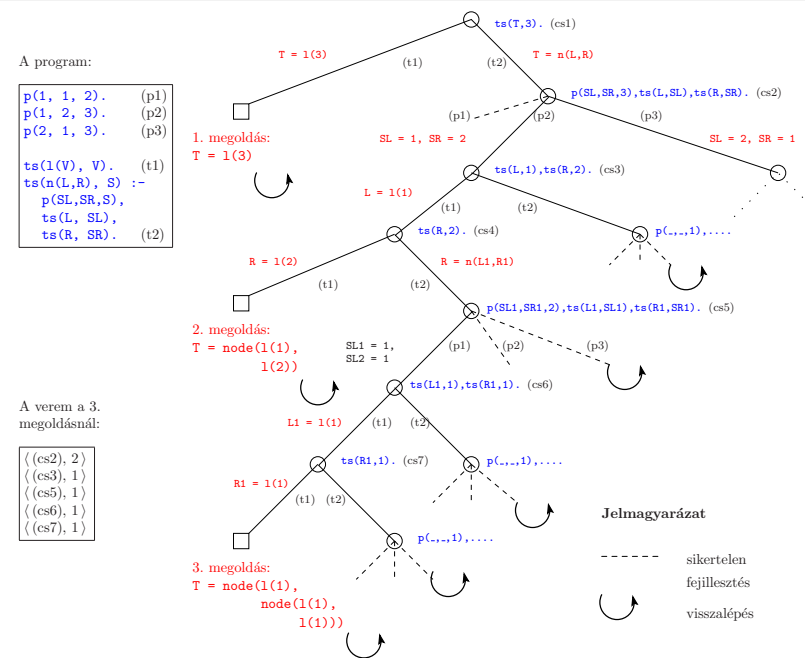 A program:
p(1, 1, 2). (p1)
p(1, 2, 3). (p2)
p(2, 1, 3). (p3)
ts(l(V), V). (t1)
ts(n(L,R), S) :-
p(SL,SR,S),
ts(L, SL),
ts(R, SR). (t2)
A verem a 3.
megoldásnál:
⟨ (cs2), 2 ⟩
⟨ (cs3), 1 ⟩
⟨ (cs5), 1 ⟩
⟨ (cs6), 1 ⟩
⟨ (cs7), 1 ⟩
ts(T,3). (cs1)
T = l(3)
(t1)
(t2)
T = n(L,R)
p(SL,SR,3),ts(L,SL),ts(R,SR). (cs2)
(p1)
(p2)
(p3)
1. megoldás:
T = l(3)
SL = 1, SR = 2
SL = 2, SR = 1
ts(L,1),ts(R,2). (cs3)
L = l(1)
(t1)
(t2)
ts(R,2). (cs4)
p(_,_,1),....
R = l(2)
(t1)
(t2)
R = n(L1,R1)
p(SL1,SR1,2),ts(L1,SL1),ts(R1,SR1). (cs5)
2. megoldás:
T = node(l(1),
l(2))
SL1 = 1,
SL2 = 1
(p1)
(p2)
(p3)
ts(L1,1),ts(R1,1). (cs6)
L1 = l(1)
(t1)
(t2)
ts(R1,1). (cs7)
p(_,_,1),....
R1 = l(1)
(t1)
(t2)
p(_,_,1),....
3. megoldás:
T = node(l(1),
node(l(1),
l(1)))
Jelmagyarázat
sikertelen
fejillesztés
visszalépés